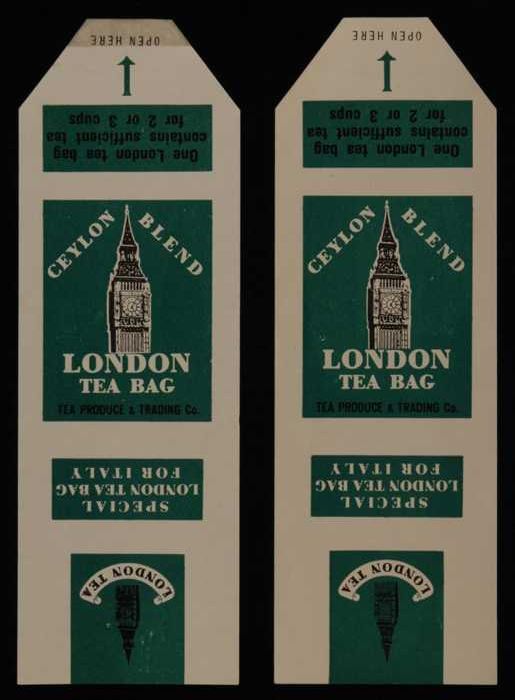 OPEN HERE
One London tea bag
contains sufficient tea
for 2 or 3 cups
CEYLON BLEND
LONDON
TEA BAG
TEA PRODUCE & TRADING Co.
SPECIAL
LONDON TEA BAG
FOR ITALY
LONDON TEA
OPEN HERE
One London tea bag
contains sufficient tea
for 2 or 3 cups
CEYLON BLEND
LONDON
TEA BAG
TEA PRODUCE & TRADING Co.
SPECIAL
LONDON TEA BAG
FOR ITALY
LONDON TEA